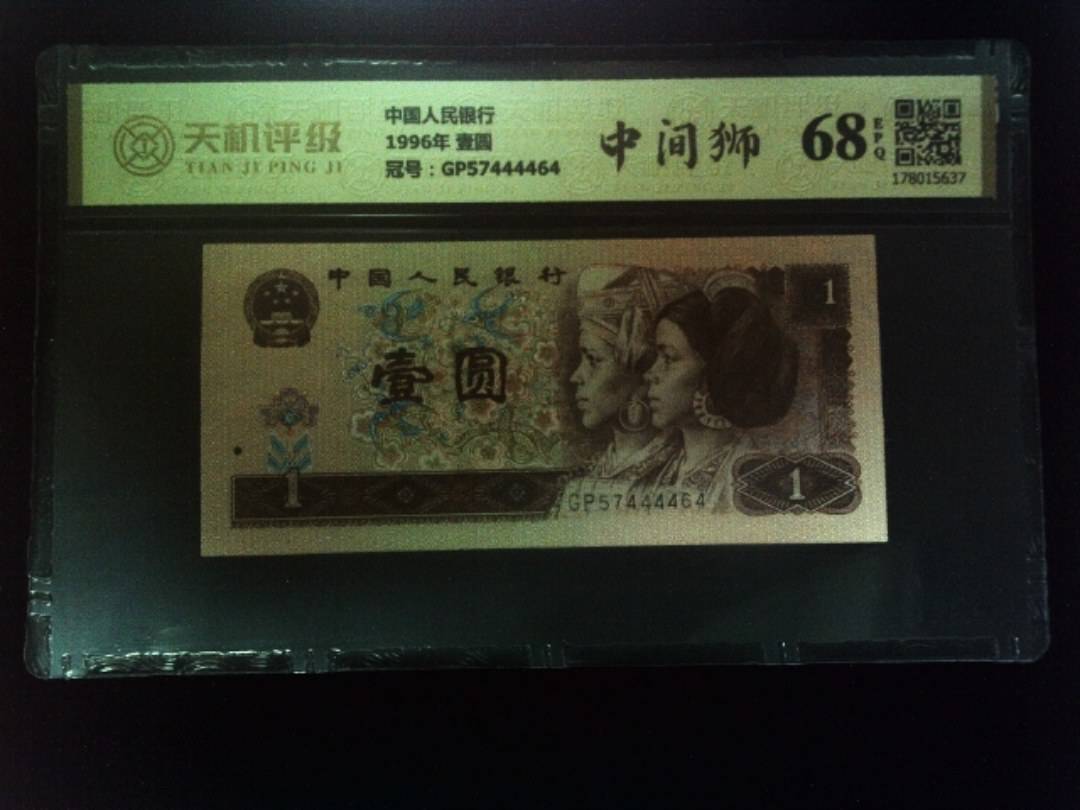 天机评级
TIAN JI PING JI
中国人民银行
1996年 壹圆
冠号：GP57444464
中间狮
68
EPQ
178015637
中国人民银行
1
壹圆
1
GP57444464
1